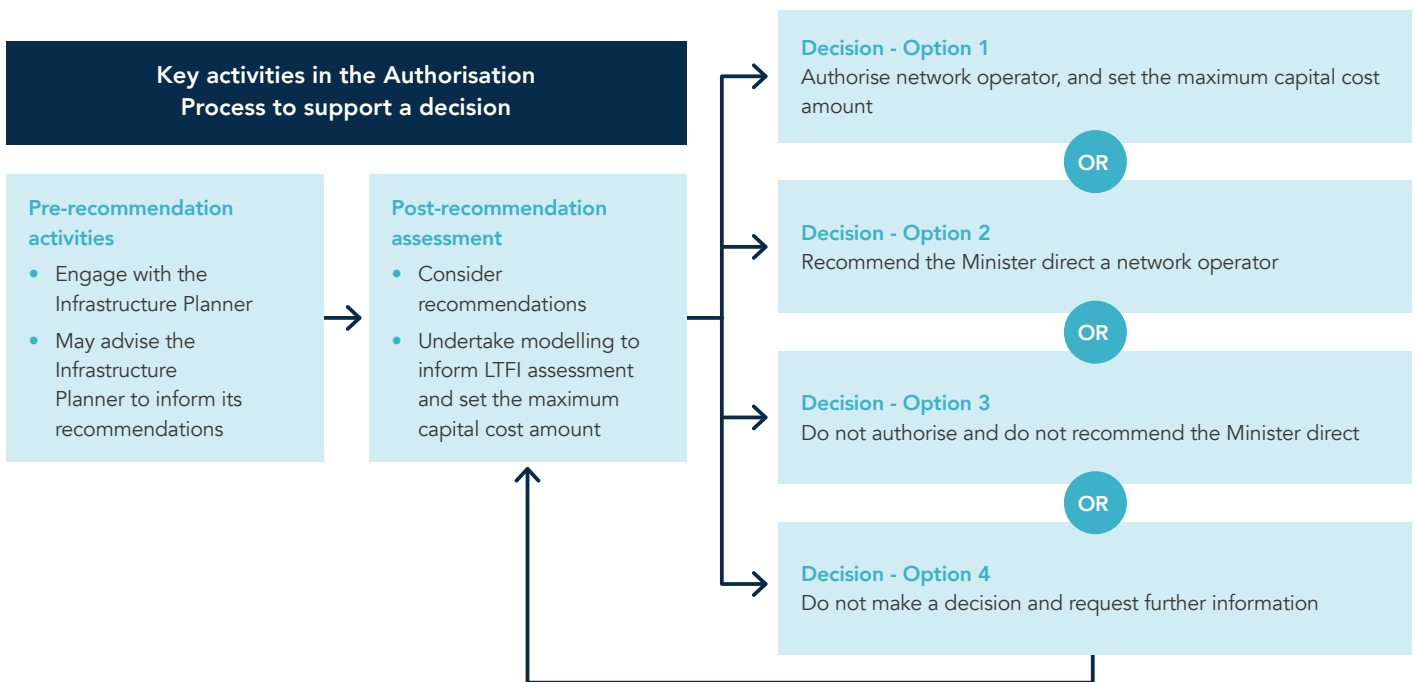 Key activities in the Authorisation
Process to support a decision
Pre-recommendation
activities
• Engage with the
Infrastructure Planner
• May advise the
Infrastructure
Planner to inform its
recommendations
Post-recommendation
assessment
• Consider
recommendations
• Undertake modelling to
inform LTFI assessment
and set the maximum
capital cost amount
Decision - Option 1
Authorise network operator, and set the maximum capital cost
amount
OR
Decision - Option 2
Recommend the Minister direct a network operator
OR
Decision - Option 3
Do not authorise and do not recommend the Minister direct
OR
Decision - Option 4
Do not make a decision and request further information